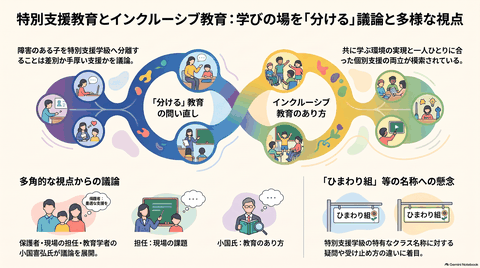 特別支援教育とインクルーシブ教育：学びの場を「分ける」議論と多様な視点
障害のある子を特別支援学級へ分離す
ることは差別か手厚い支援かを議論。
共に学ぶ環境の実現と一人ひとりに合っ
た個別支援の両立が模索されている。
「分ける」教育
の問い直し
インクルーシブ
教育のあり方
多角的な視点からの議論
保護者・現場の担任・教育学者の
小国喜弘氏が議論を展開。
担任：現場の課題
小国氏：教育のあり方
「ひまわり組」等の名称への懸念
ひまわり組
ひまわり組
特別支援学級の特有なクラス名称に対する
疑問や受け止め方の違いに着目。